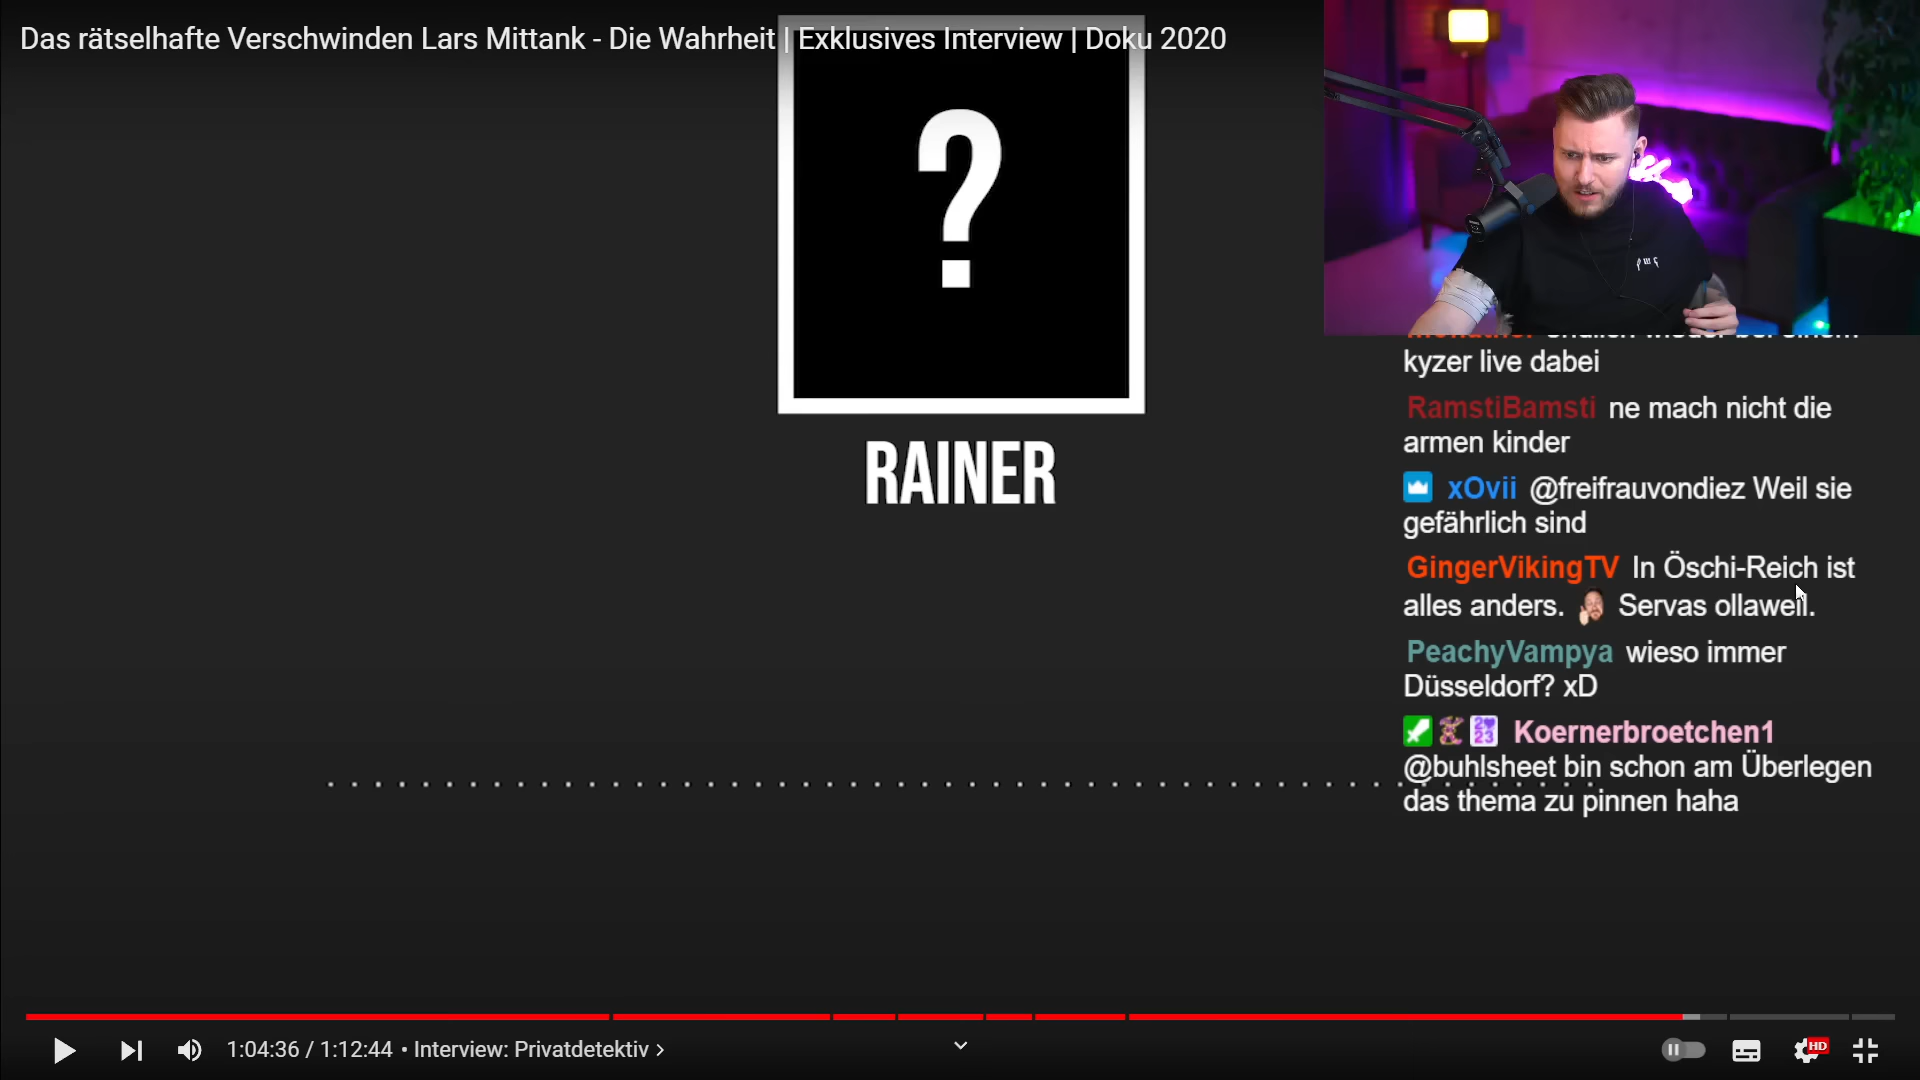 Das rätselhafte Verschwinden Lars Mittank - Die Wahrheit | Exklusives Interview | Doku 2020
?
RAINER
kyzer live dabei
RamstiBamsti ne mach nicht die
armen kinder
xOvii @freifrauvondiez Weil sie
gefährlich sind
GingerVikingTV In Öschi-Reich ist
alles anders. Servas ollaweil.
PeachyVampya wieso immer
Düsseldorf? xD
2023 Koernerbroetchen1
@buhlsheet bin schon am Überlegen
das thema zu pinnen haha
1:04:36 / 1:12:44 • Interview: Privatdetektiv >
HD